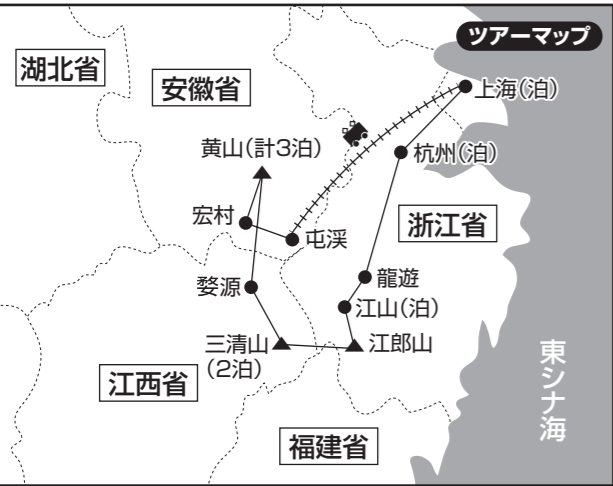 ツアーマップ
湖北省
安徽省
上海(泊)
黄山(計3泊)
杭州(泊)
宏村
屯渓
浙江省
婺源
龍遊
江山(泊)
三清山
(2泊)
江郎山
江西省
福建省
東シナ海